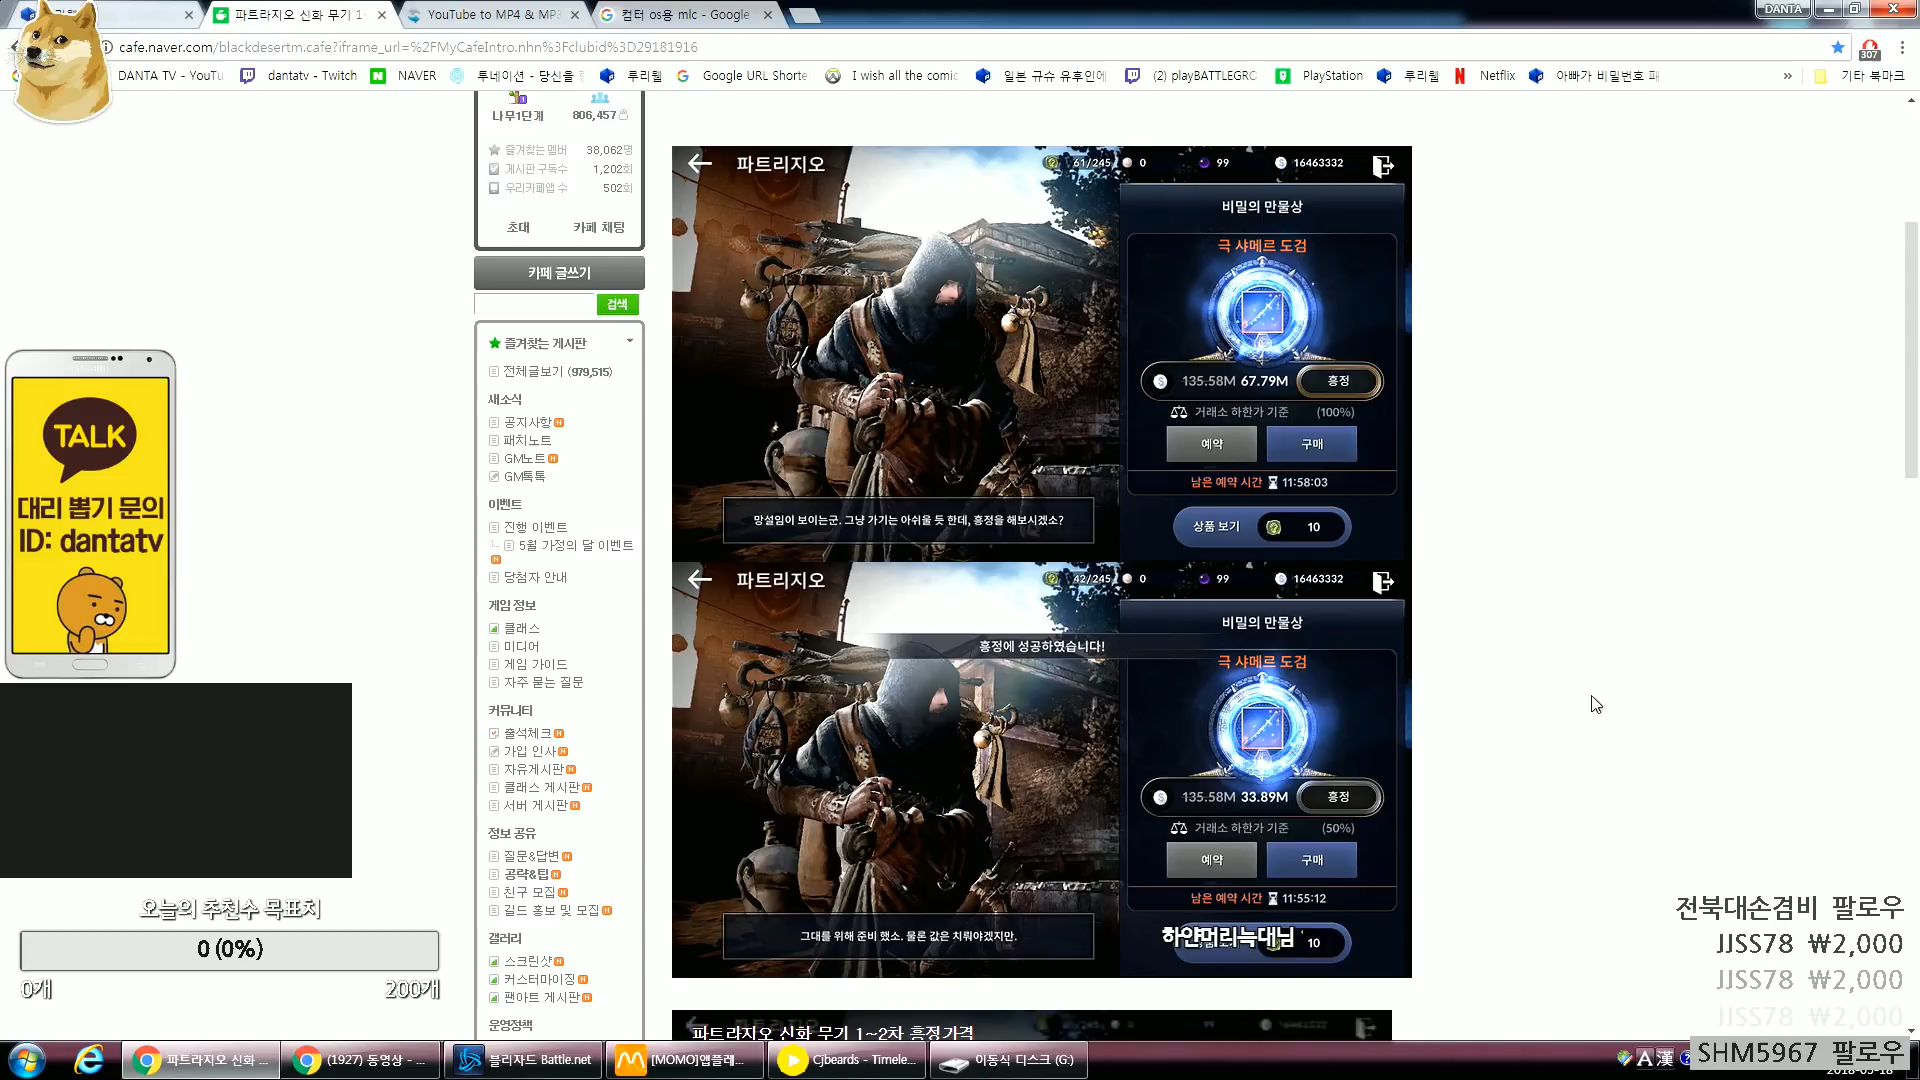 파트라지오 신화 무기 1~
YouTube to MP4 & MP3
컴터 os용 mlc - Google
DANTA
cafe.naver.com/blackdesertm.cafe?iframe_url=%2FMyCafeIntro.nhn%3Fclubid%3D29181916
307
DANTA TV - YouTu
dantatv - Twitch
NAVER
투네이션 - 당신을
루리웹
Google URL Shorte
I wish all the comic
일본 규슈 유후인에
(2) playBATTLEGRO
PlayStation
루리웹
Netflix
아빠가 비밀번호 패
»
기타 북마크
나무1단계
806,457
즐겨찾는 멤버 38,062명
게시판 구독수 1,202회
우리카페앱 수 502회
초대 카페 채팅
카페 글쓰기
검색
즐겨찾는 게시판
전체글보기 (979,515)
새소식
공지사항 N
패치노트
GM노트 N
GM톡톡
이벤트
진행 이벤트
5월 가정의 달 이벤트
N
당첨자 안내
게임 정보
클래스
미디어
게임 가이드
자주 묻는 질문
커뮤니티
출석체크 N
가입 인사 N
자유게시판 N
클래스 게시판 N
서버 게시판 N
정보 공유
질문&답변 N
공략&팁 N
친구 모집 N
길드 홍보 및 모집 N
갤러리
스크린샷 N
커스터마이징 N
팬아트 게시판 N
운영정책
파트리지오
61/245 0 99 16463332
비밀의 만물상
극 샤메르 도검
135.58M 67.79M 흥정
거래소 하한가 기준 (100%)
예약 구매
남은 예약 시간 11:58:03
상품 보기 10
망설임이 보이는군. 그냥 가기는 아쉬울 듯 한데, 흥정을 해보시겠소?
파트리지오
42/245 0 99 16463332
비밀의 만물상
흥정에 성공하였습니다!
극 샤메르 도검
135.58M 33.89M 흥정
거래소 하한가 기준 (50%)
예약 구매
남은 예약 시간 11:55:12
하얀머리늑대님
10
그대를 위해 준비 했소. 물론 값은 치뤄야겠지만.
파트라지오 신화 무기 1~2차 흥정가격
TALK
대리 뽑기 문의
ID: dantatv
오늘의 추천수 목표치
0 (0%)
0개 200개
전북대손겸비 팔로우
JJSS78 ₩2,000
JJSS78 ₩2,000
JJSS78 ₩2,000
SHM5967 팔로우
파트라지오 신화 ...
(1927) 동영상 - ...
블리자드 Battle.net
[MOMO]앱플레...
Cjbeards - Timele...
이동식 디스크 (G:)
A 漢
2018-05-18